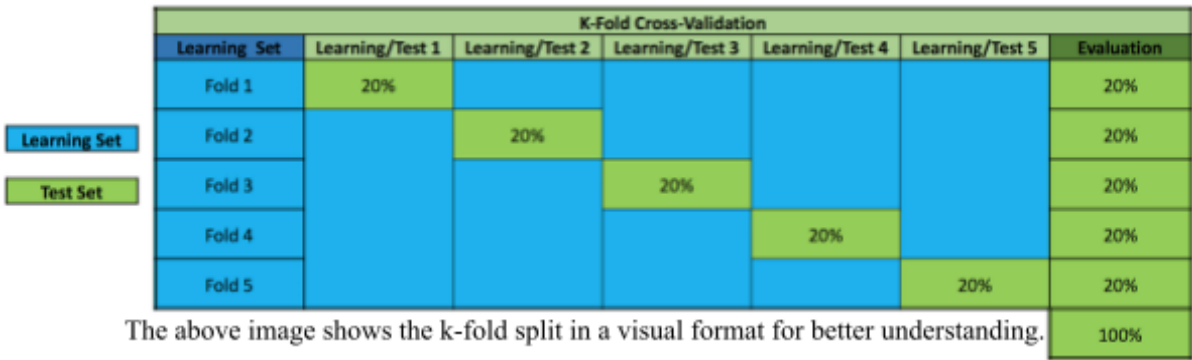 K-Fold Cross-Validation
Learning Set Learning/Test 1 Learning/Test 2 Learning/Test 3 Learning/Test 4 Learning/Test 5 Evaluation
Fold 1 20% 20%
Learning Set
Fold 2 20% 20%
Test Set
Fold 3 20% 20%
Fold 4 20% 20%
Fold 5 20% 20%
The above image shows the k-fold split in a visual format for better understanding. 100%